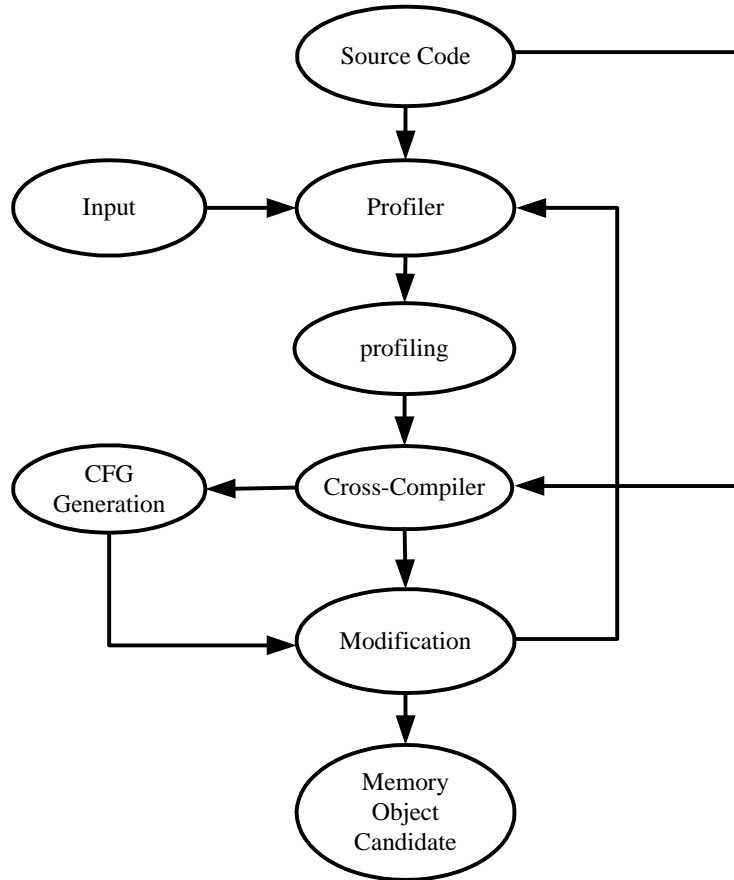 Source Code
Input
Profiler
profiling
CFG
Generation
Cross-Compiler
Modification
Memory
Object
Candidate